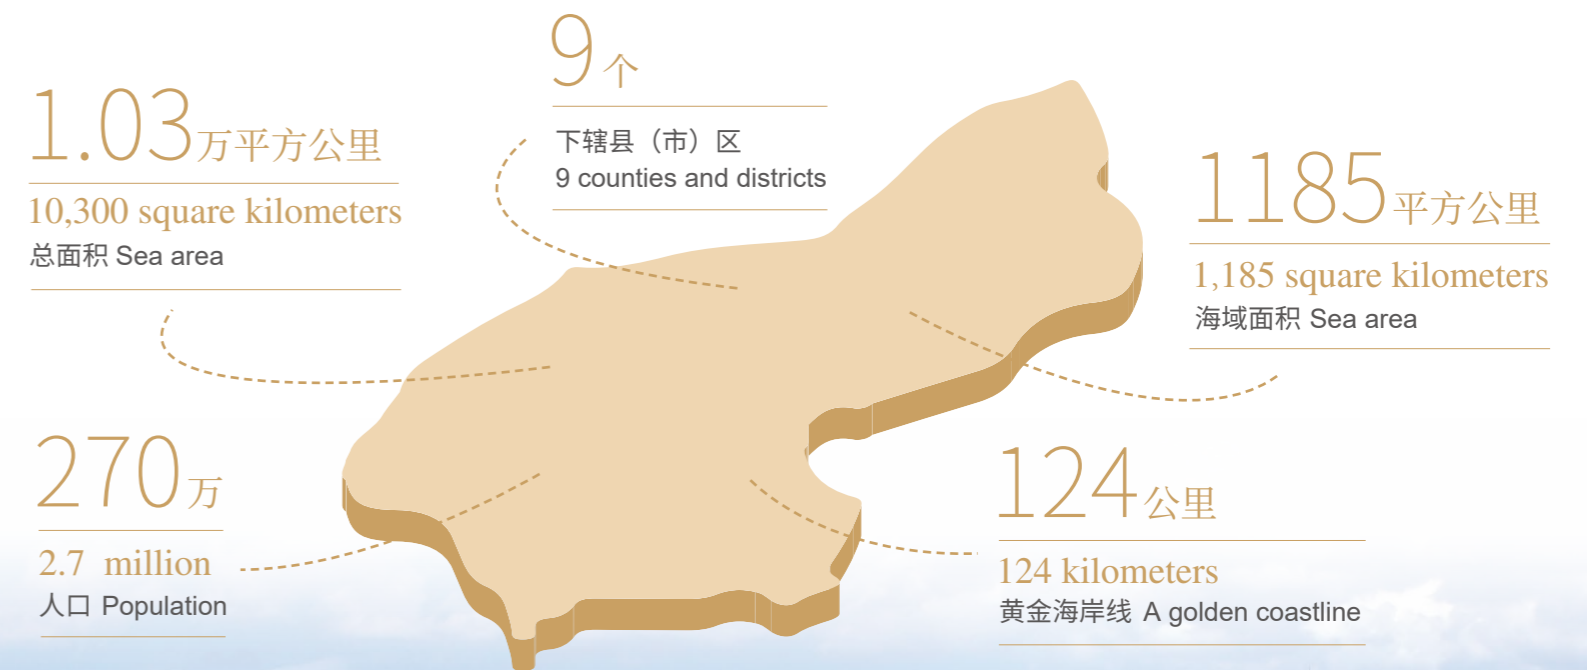 9个
下辖县（市）区
9 counties and districts
1.03万平方公里
10,300 square kilometers
总面积 Sea area
1185平方公里
1,185 square kilometers
海域面积 Sea area
270万
2.7 million
人口 Population
124公里
124 kilometers
黄金海岸线 A golden coastline